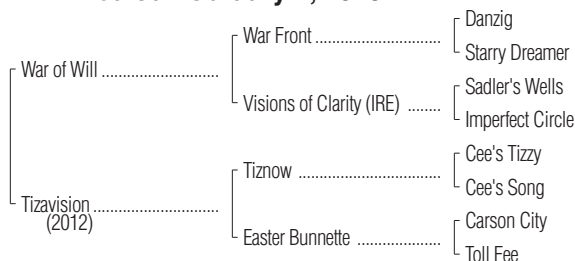 Danzig
War Front ........................................
Starry Dreamer
War of Will ......................................
Sadler's Wells
Visions of Clarity (IRE) ........
Imperfect Circle
Cee's Tizzy
Tiznow ...........................................
Cee's Song
Tizavision .......................................
(2012)
Carson City
Easter Bunnette .......................
Toll Fee